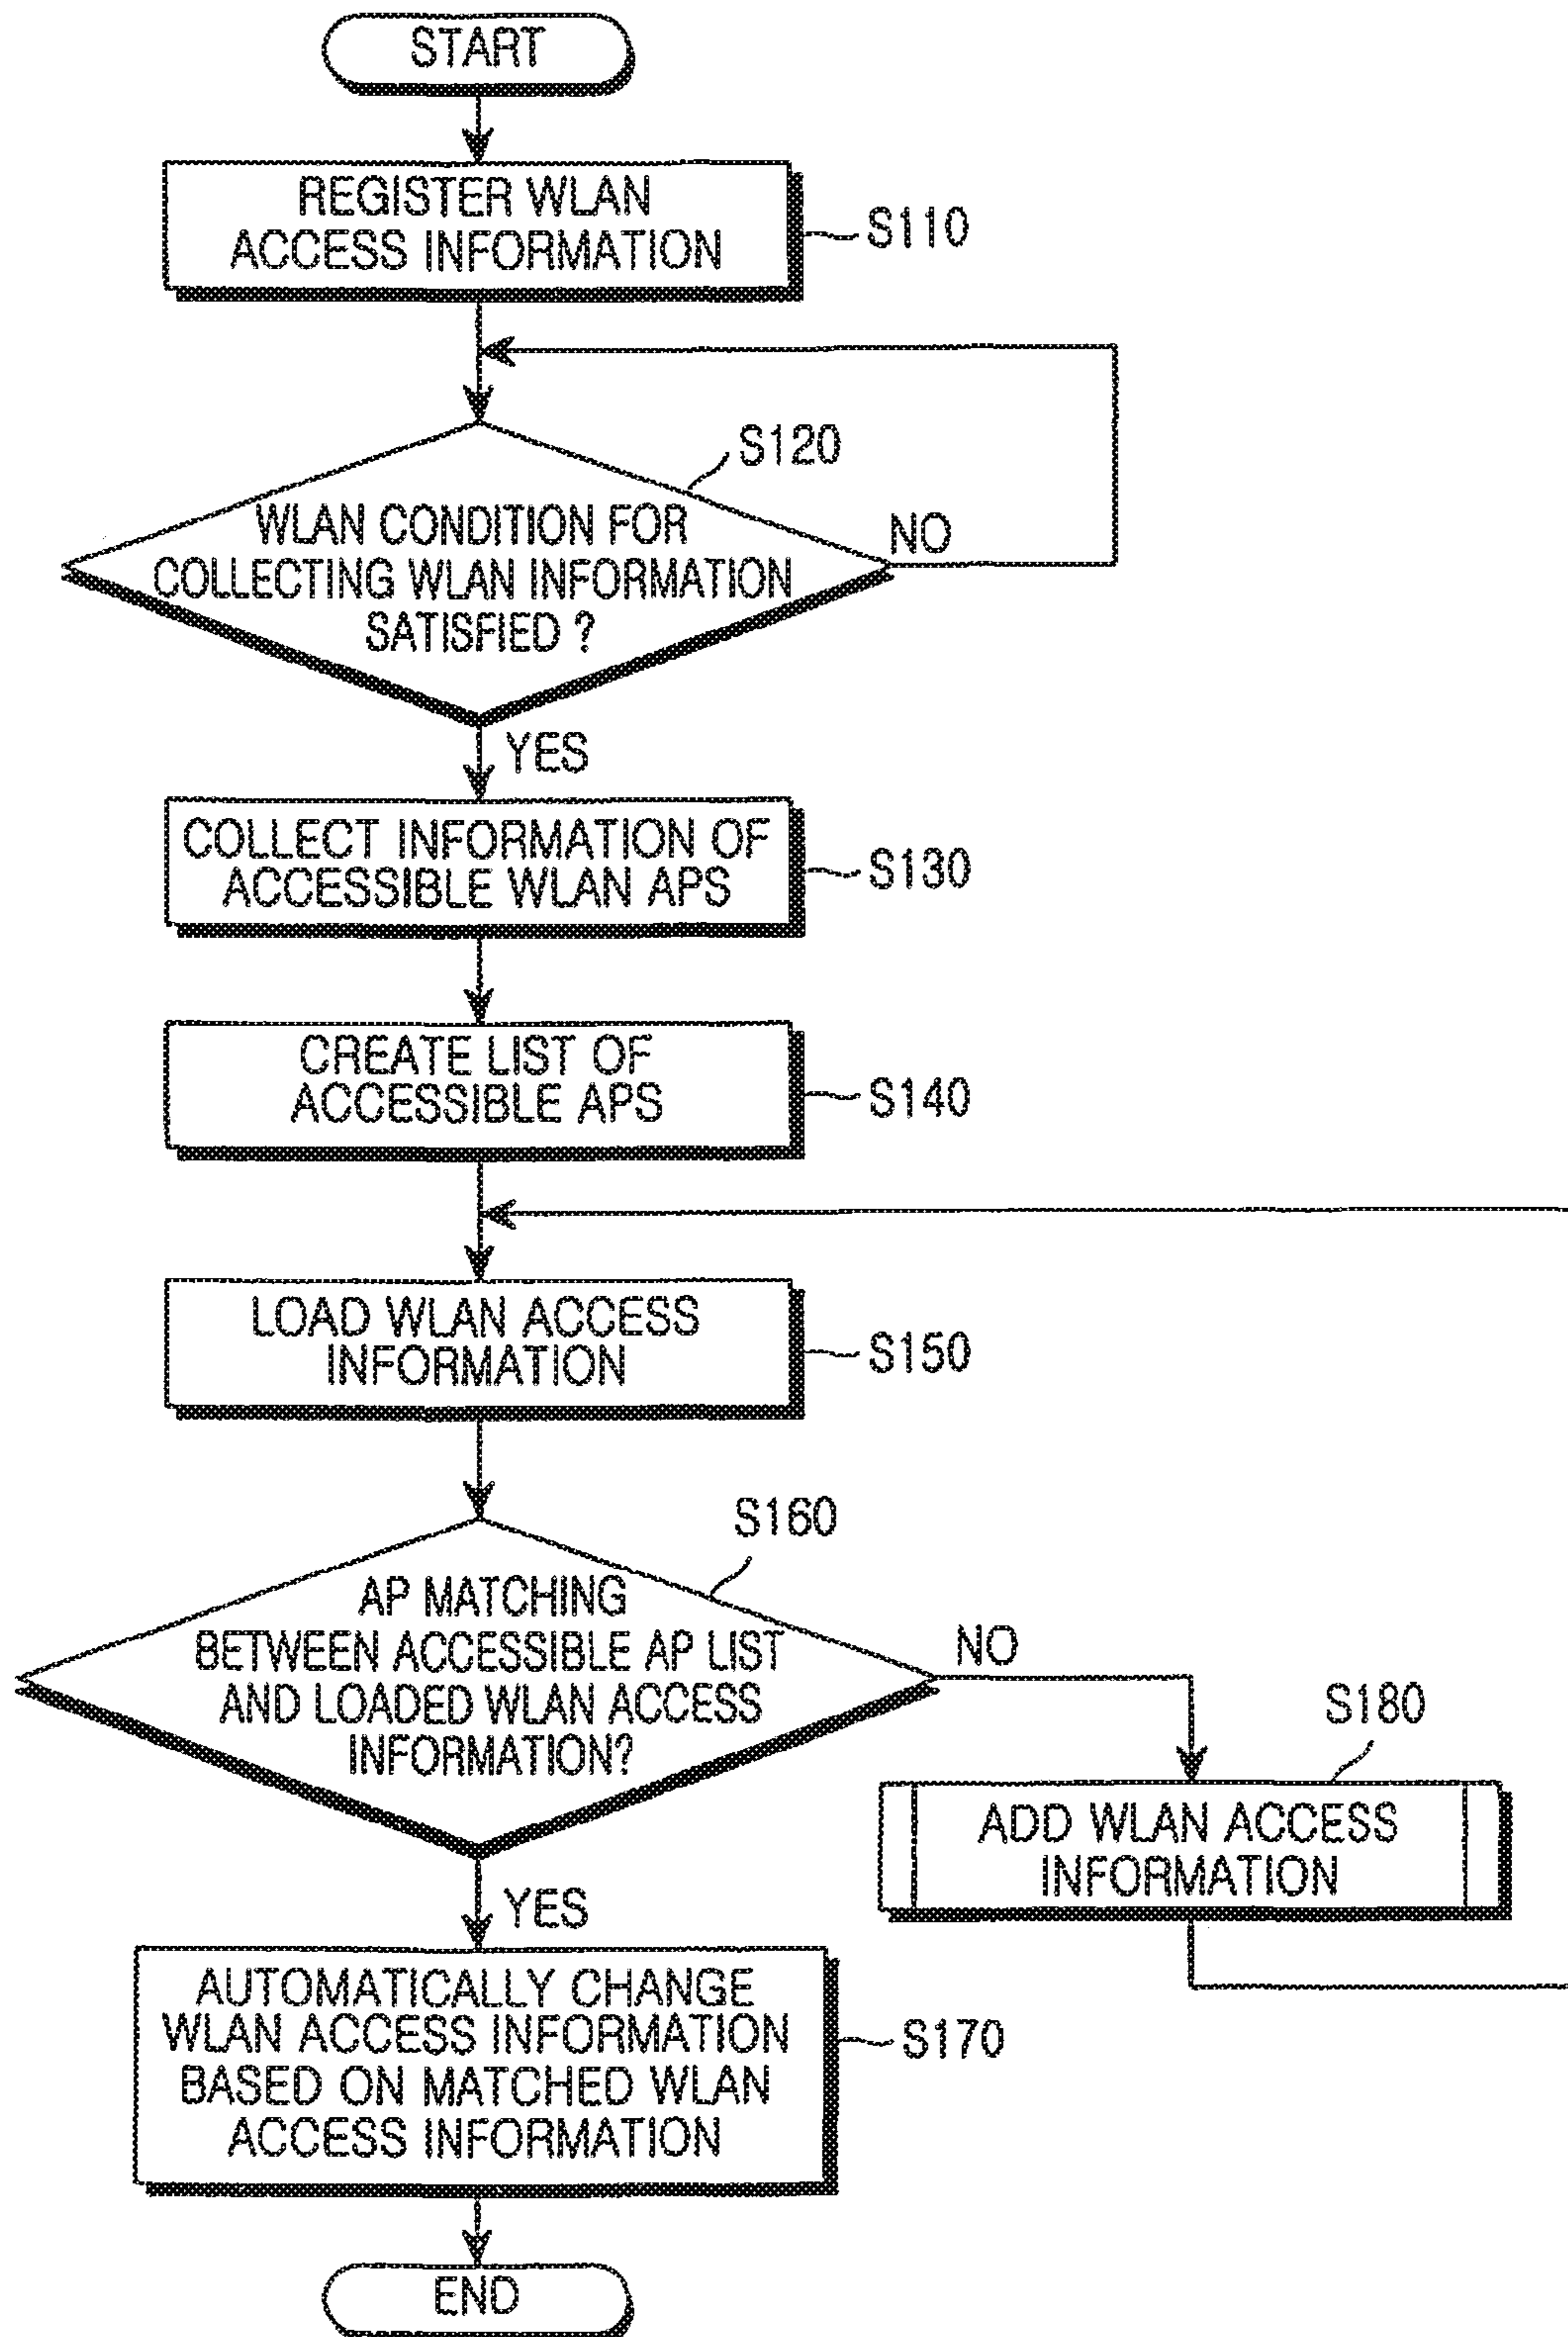 START
REGISTER WLAN
ACCESS INFORMATION
S110
S120
WLAN CONDITION FOR
COLLECTING WLAN INFORMATION
SATISFIED ?
NO
YES
COLLECT INFORMATION OF
ACCESSIBLE WLAN APS
S130
CREATE LIST OF
ACCESSIBLE APS
S140
LOAD WLAN ACCESS
INFORMATION
S150
S160
AP MATCHING
BETWEEN ACCESSIBLE AP LIST
AND LOADED WLAN ACCESS
INFORMATION?
NO
S180
ADD WLAN ACCESS
INFORMATION
YES
AUTOMATICALLY CHANGE
WLAN ACCESS INFORMATION
BASED ON MATCHED WLAN
ACCESS INFORMATION
S170
END